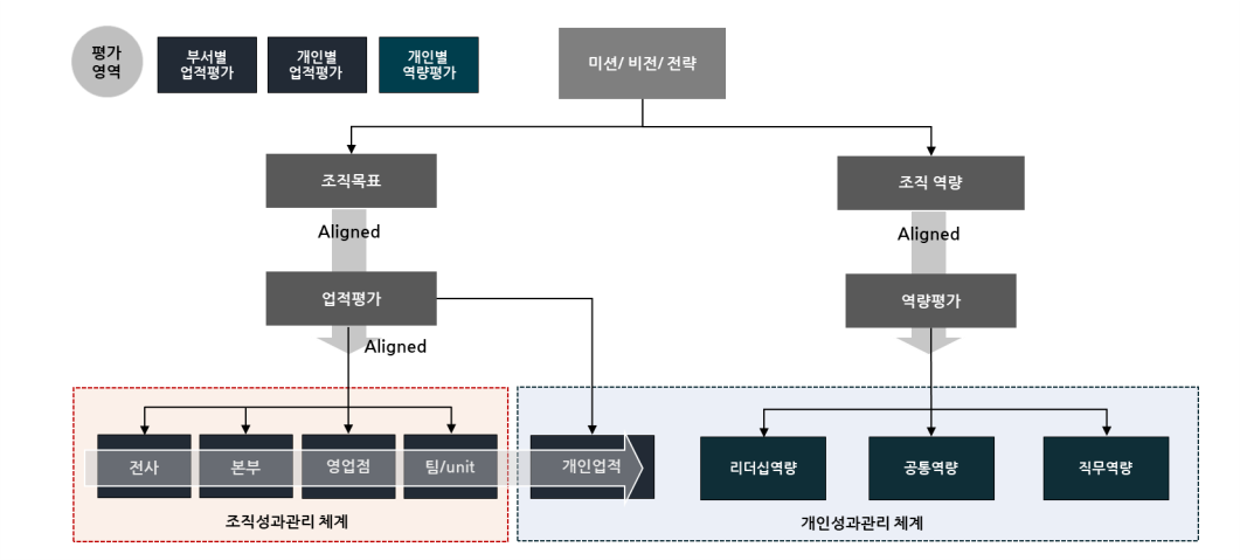 평가
영역
부서별
업적평가
개인별
업적평가
개인별
역량평가
미션/ 비전/ 전략
조직목표
조직 역량
Aligned
Aligned
업적평가
역량평가
Aligned
전사
본부
영업점
팀/unit
개인업적
리더십역량
공통역량
직무역량
조직성과관리 체계
개인성과관리 체계